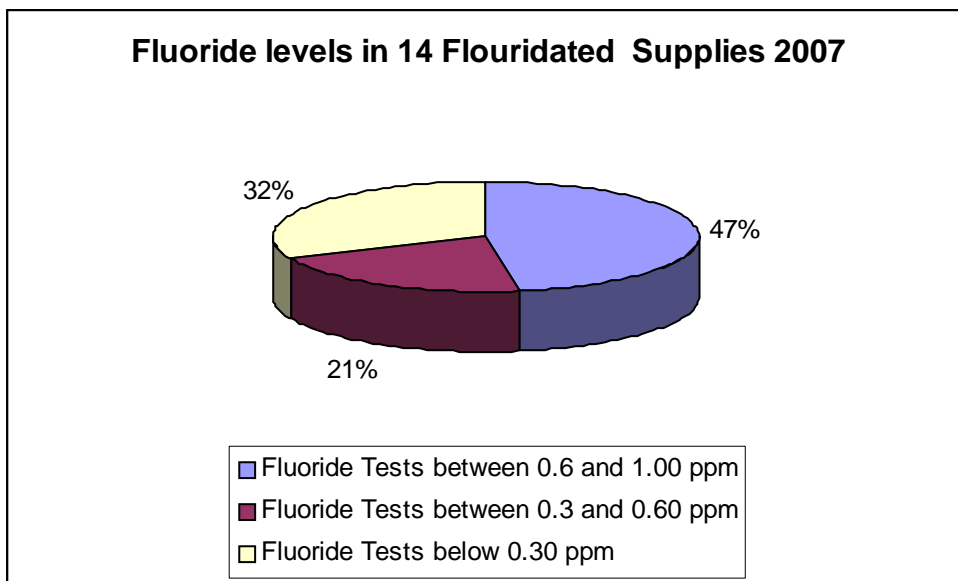 Fluoride levels in 14 Flouridated Supplies 2007
32%
47%
21%
Fluoride Tests between 0.6 and 1.00 ppm
Fluoride Tests between 0.3 and 0.60 ppm
Fluoride Tests below 0.30 ppm